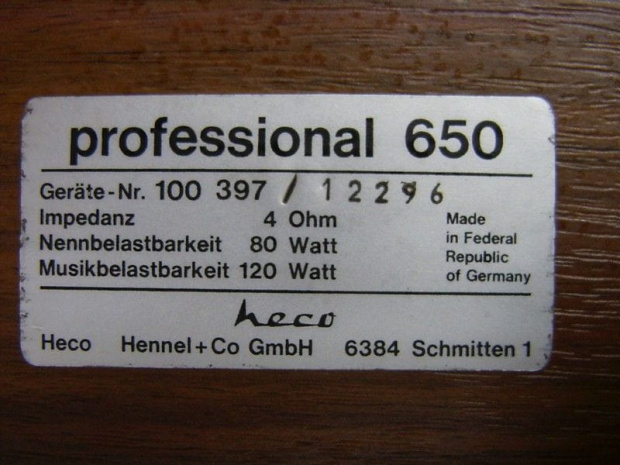 professional 650
Geräte-Nr. 100 397 / 12296
Impedanz 4 Ohm
Nennbelastbarkeit 80 Watt
Musikbelastbarkeit 120 Watt
Made
in Federal
Republic
of Germany
heco
Heco Hennel+Co GmbH 6384 Schmitten 1